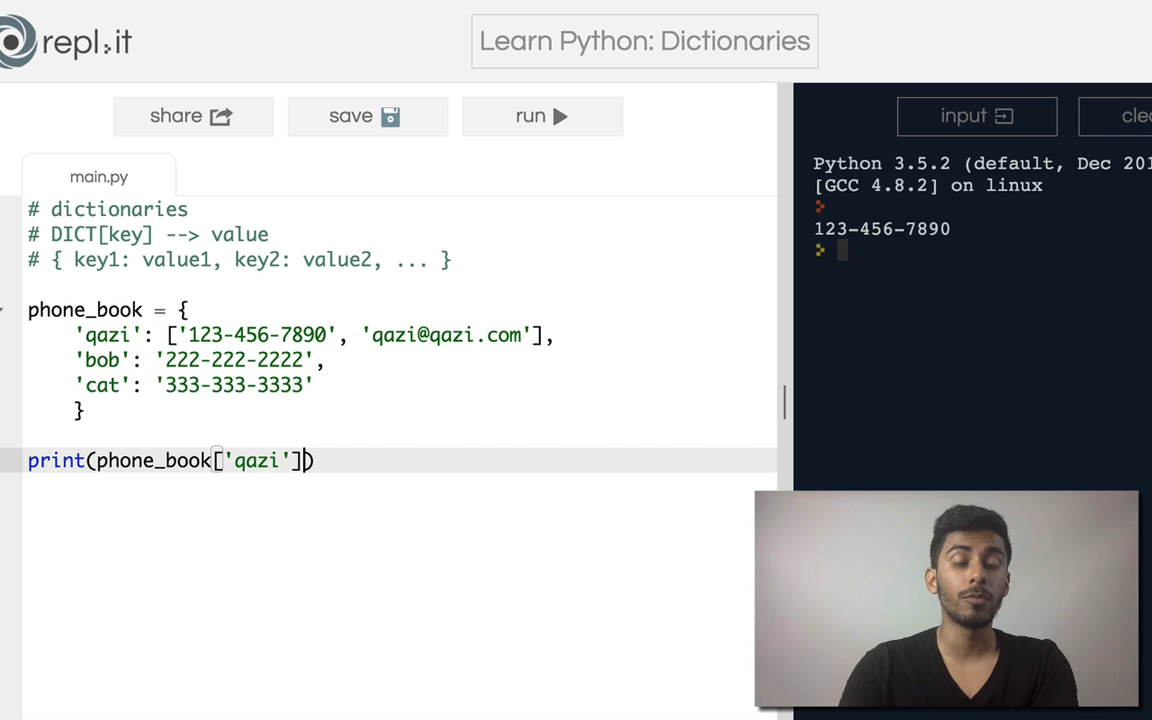 repl.it
Learn Python: Dictionaries
share
save
run
input
main.py
# dictionaries
# DICT[key] --> value
# { key1: value1, key2: value2, ... }
phone_book = {
'qazi': ['123-456-7890', 'qazi@qazi.com'],
'bob': '222-222-2222',
'cat': '333-333-3333'
}
print(phone_book['qazi'])
Python 3.5.2 (default, Dec
[GCC 4.8.2] on linux
123-456-7890